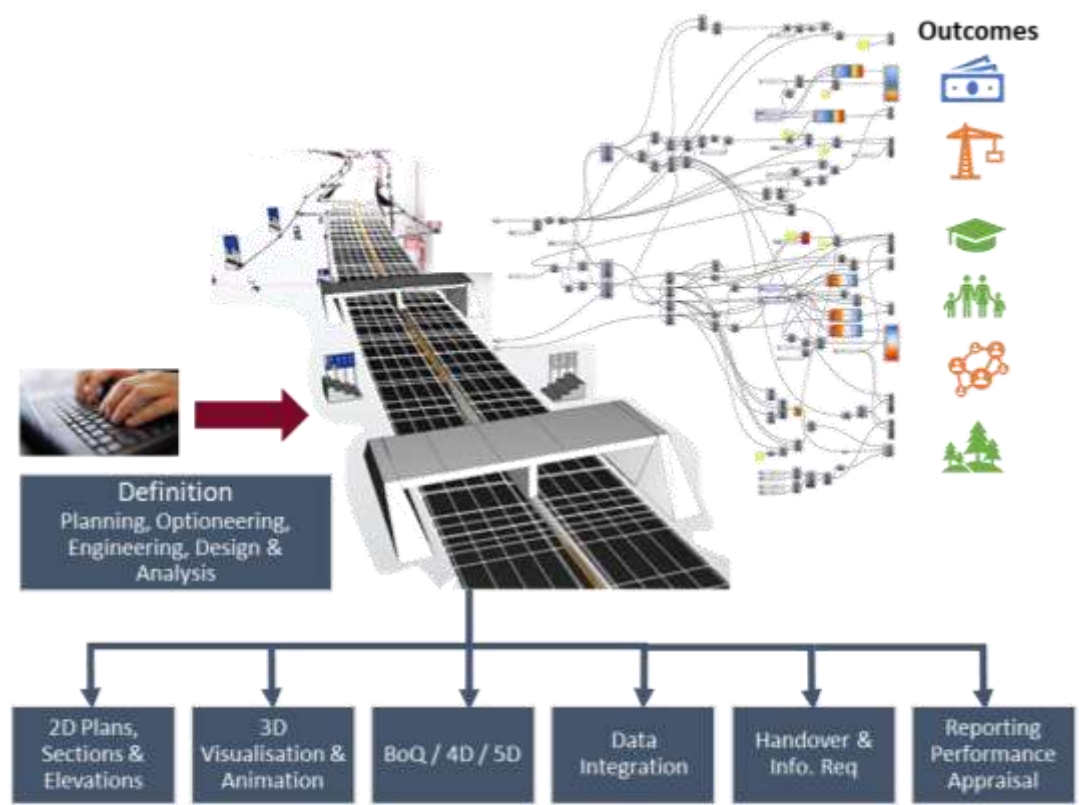 Outcomes
Definition
Planning, Optioneering,
Engineering, Design &
Analysis
2D Plans,
Sections &
Elevations
3D
Visualisation &
Animation
BoQ / 4D / 5D
Data
Integration
Handover &
Info. Req
Reporting
Performance
Appraisal